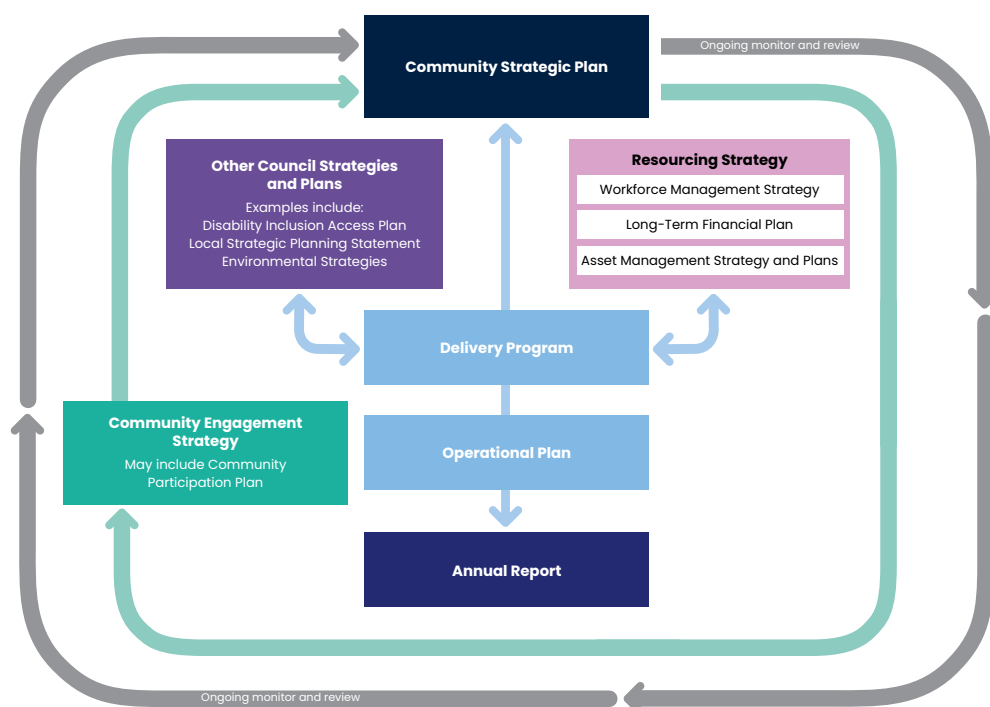 Community Strategic Plan
Ongoing monitor and review
Other Council Strategies
and Plans
Examples include:
Disability Inclusion Access Plan
Local Strategic Planning Statement
Environmental Strategies
Resourcing Strategy
Workforce Management Strategy
Long-Term Financial Plan
Asset Management Strategy and Plans
Delivery Program
Community Engagement
Strategy
May include Community
Participation Plan
Operational Plan
Annual Report
Ongoing monitor and review